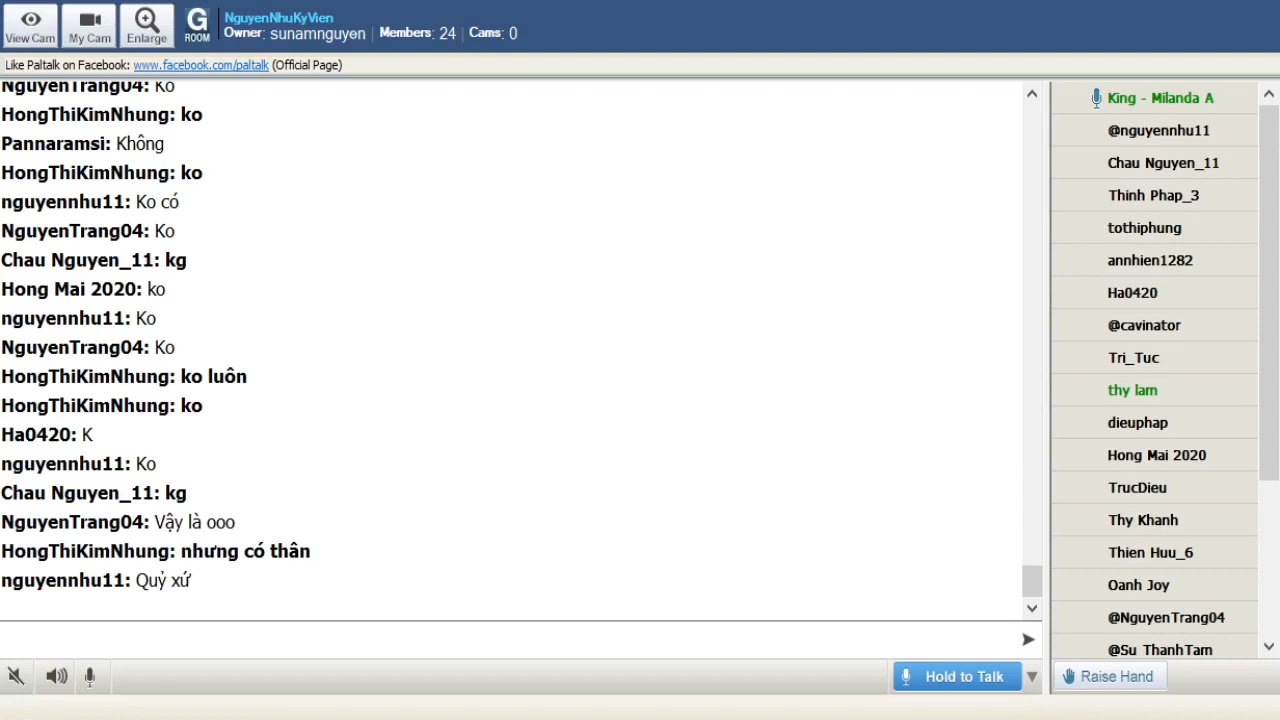 View Cam
My Cam
Enlarge
G
ROOM
NguyenNhuKyVien
Owner: sunamnguyen | Members: 24 | Cams: 0
Like Paltalk on Facebook: www.facebook.com/paltalk (Official Page)
NguyenTrang04: Ko
HongThiKimNhung: ko
Pannaramsi: Không
HongThiKimNhung: ko
nguyennhu11: Ko có
NguyenTrang04: Ko
Chau Nguyen_11: kg
Hong Mai 2020: ko
nguyennhu11: Ko
NguyenTrang04: Ko
HongThiKimNhung: ko luôn
HongThiKimNhung: ko
Ha0420: K
nguyennhu11: Ko
Chau Nguyen_11: kg
NguyenTrang04: Vậy là ooo
HongThiKimNhung: nhưng có thân
nguyennhu11: Quỷ xứ
King - Milanda A
@nguyennhu11
Chau Nguyen_11
Thinh Phap_3
tothiphung
annhien1282
Ha0420
@cavinator
Tri_Tuc
thy lam
dieuphap
Hong Mai 2020
TrucDieu
Thy Khanh
Thien Huu_6
Oanh Joy
@NguyenTrang04
@Su ThanhTam
Hold to Talk
Raise Hand